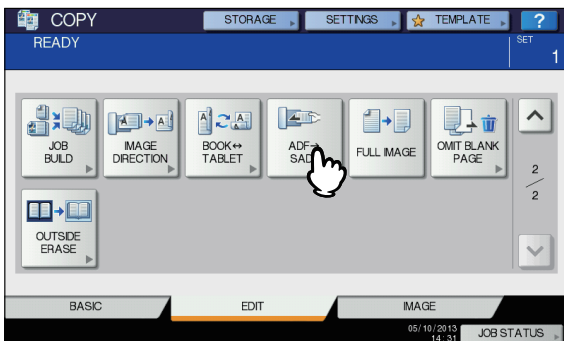 COPY
STORAGE
SETTINGS
TEMPLATE
?
READY
SET
1
JOB
BUILD
IMAGE
DIRECTION
BOOK↔
TABLET
ADF→
SAD
FULL IMAGE
OMIT BLANK
PAGE
2
2
OUTSIDE
ERASE
BASIC
EDIT
IMAGE
05/10/2013
14:31
JOB STATUS